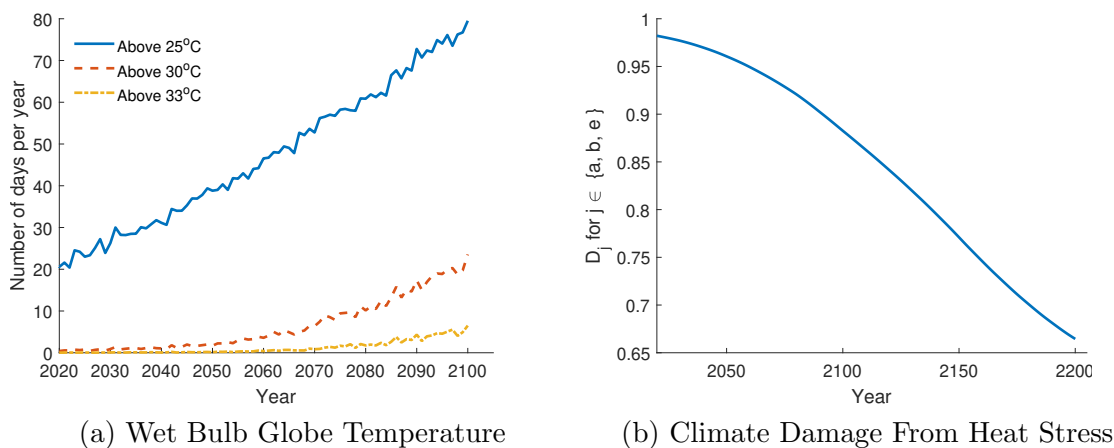 80
70
60
50
40
30
20
10
0
Number of days per year
Above 25°C
Above 30°C
Above 33°C
2020 2030 2040 2050 2060 2070 2080 2090 2100
Year
(a) Wet Bulb Globe Temperature
1
0.95
0.9
0.85
0.8
0.75
0.7
0.65
D_j for j ∈ {a, b, e}
2050 2100 2150 2200
Year
(b) Climate Damage From Heat Stress